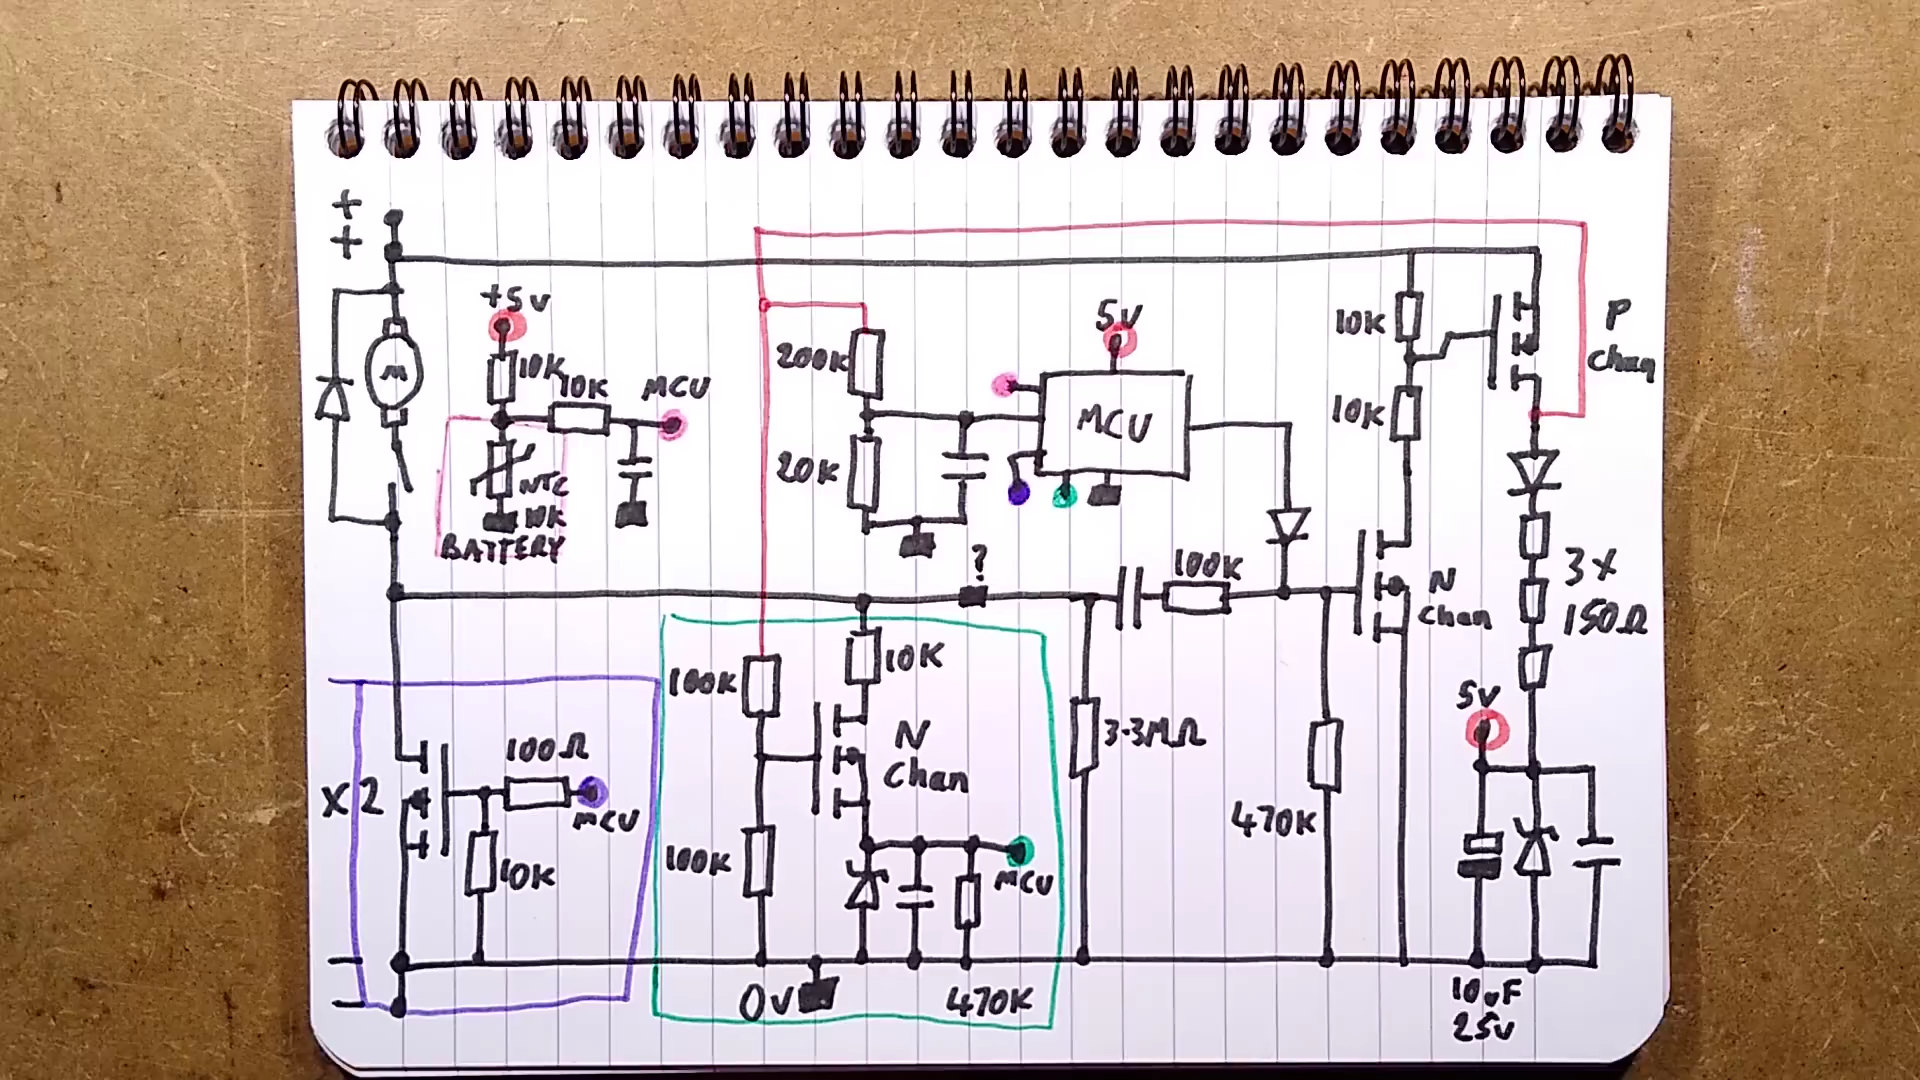 +
+
+5v
10K
10K
MCU
M
NTC
10K
BATTERY
200K
20K
5V
MCU
10K
10K
P
Chan
?
100K
N
Chan
3x
150Ω
10K
100K
N
Chan
3.3MΩ
5V
X2
100Ω
MCU
10K
100K
MCU
470K
0V
470K
10uF
25V